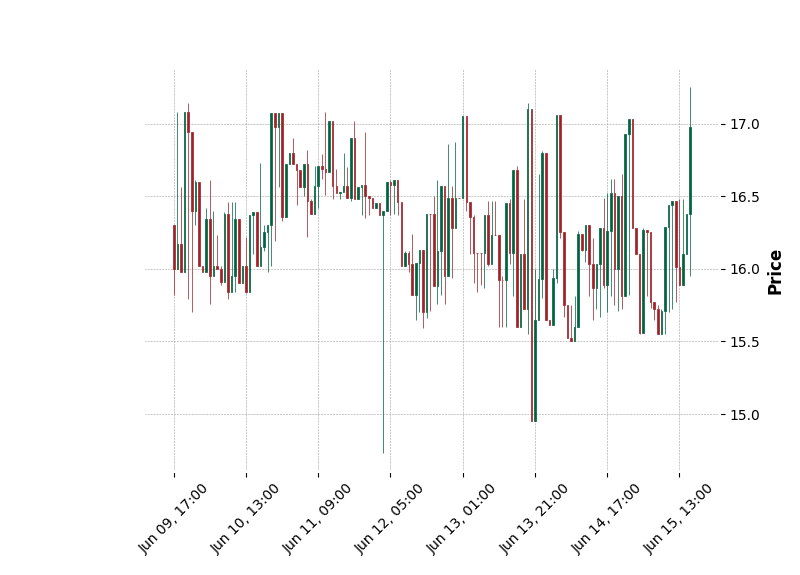 17.0
16.5
16.0
15.5
15.0
Price
Jun 09, 17:00
Jun 10, 13:00
Jun 11, 09:00
Jun 12, 05:00
Jun 13, 01:00
Jun 13, 21:00
Jun 14, 17:00
Jun 15, 13:00